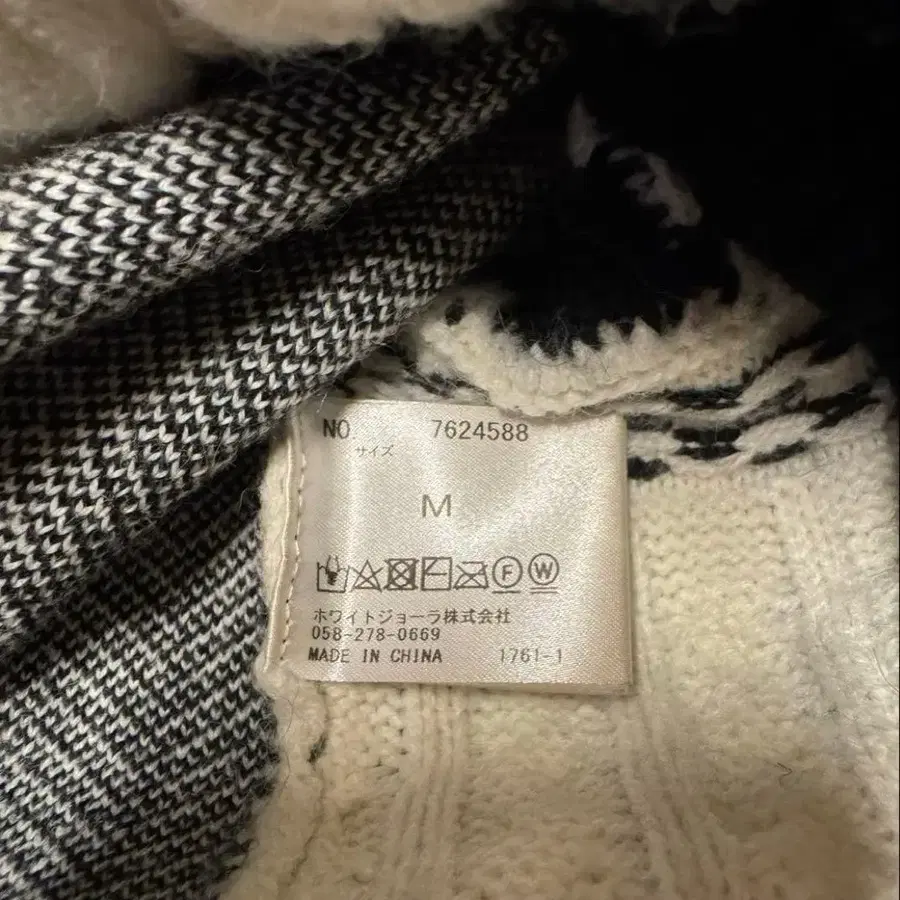 NO. 7624588
サイズ
M
F W
ホワイトジョーラ株式会社
058-278-0669
MADE IN CHINA 1761-1